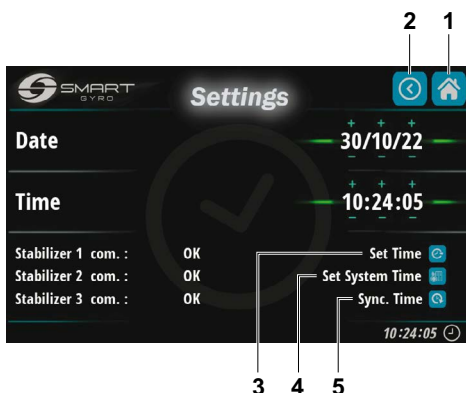 2 1
SMART
GYRO
Settings
Date
+ + +
30/10/22
− − −
Time
+ + +
10:24:05
− − −
Stabilizer 1 com. : OK Set Time
Stabilizer 2 com. : OK Set System Time
Stabilizer 3 com. : OK Sync. Time
10:24:05
3 4 5